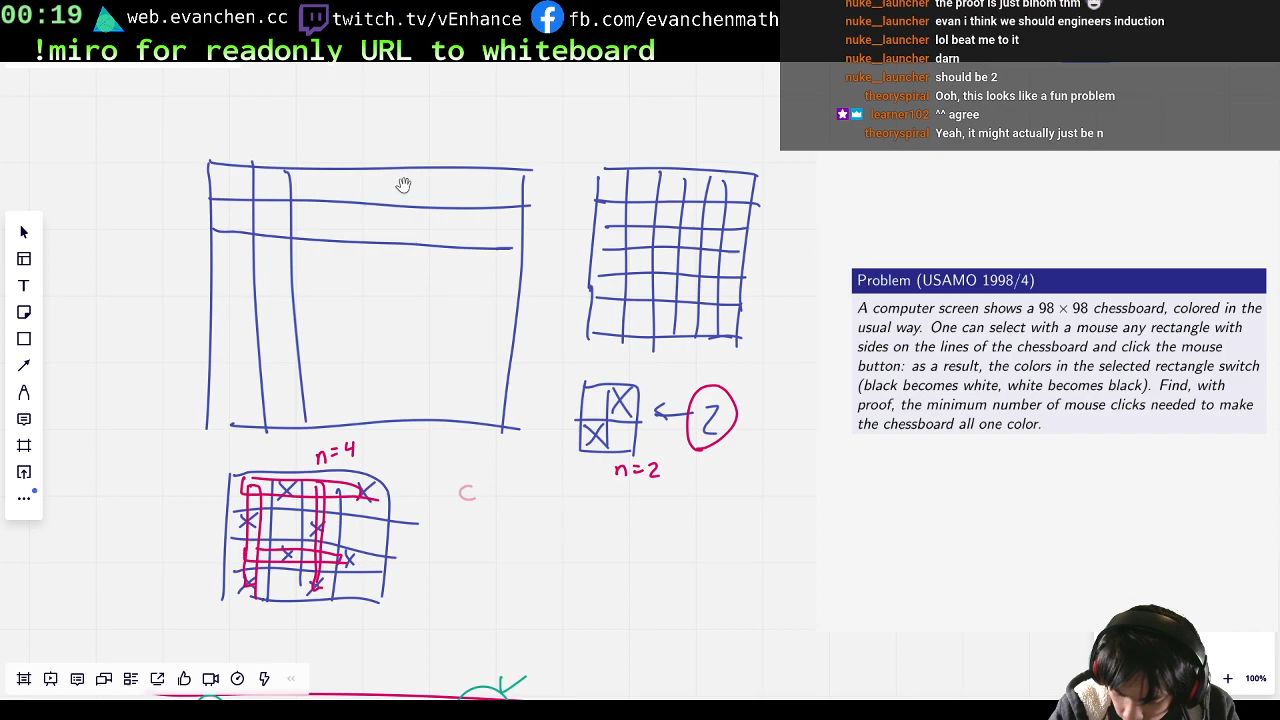 00:19
web.evanchen.cc
twitch.tv/vEnhance
fb.com/evanchenmath
!miro for readonly URL to whiteboard
nuke__launcher the proof is just binom thm
nuke__launcher evan i think we should engineers induction
nuke__launcher lol beat me to it
nuke__launcher darn
nuke__launcher should be 2
theoryspiral Ooh, this looks like a fun problem
learner102 ^^ agree
theoryspiral Yeah, it might actually just be n
Problem (USAMO 1998/4)
A computer screen shows a 98 × 98 chessboard, colored in the
usual way. One can select with a mouse any rectangle with
sides on the lines of the chessboard and click the mouse
button: as a result, the colors in the selected rectangle switch
(black becomes white, white becomes black). Find, with
proof, the minimum number of mouse clicks needed to make
the chessboard all one color.
X
X
2
n=2
n=4
X X
X X
X X
X X
C
T
100%